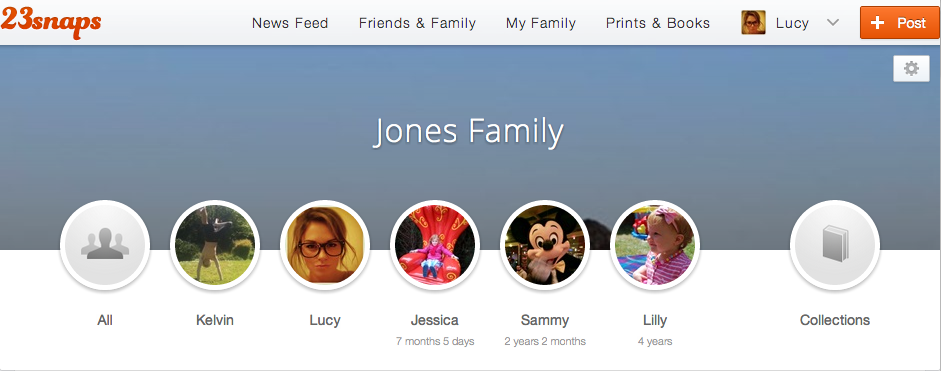 23snaps
News Feed Friends & Family My Family Prints & Books Lucy Post
Jones Family
All Kelvin Lucy Jessica Sammy Lilly Collections
7 months 5 days 2 years 2 months 4 years